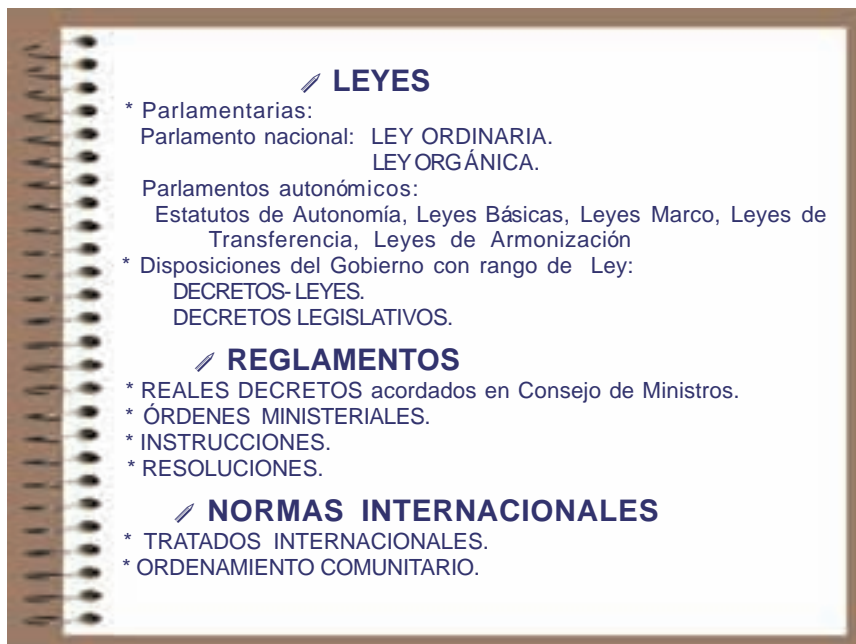 LEYES
* Parlamentarias:
Parlamento nacional: LEY ORDINARIA.
LEY ORGÁNICA.
Parlamentos autonómicos:
Estatutos de Autonomía, Leyes Básicas, Leyes Marco, Leyes de
Transferencia, Leyes de Armonización
* Disposiciones del Gobierno con rango de Ley:
DECRETOS-LEYES.
DECRETOS LEGISLATIVOS.
REGLAMENTOS
* REALES DECRETOS acordados en Consejo de Ministros.
* ÓRDENES MINISTERIALES.
* INSTRUCCIONES.
* RESOLUCIONES.
NORMAS INTERNACIONALES
* TRATADOS INTERNACIONALES.
* ORDENAMIENTO COMUNITARIO.